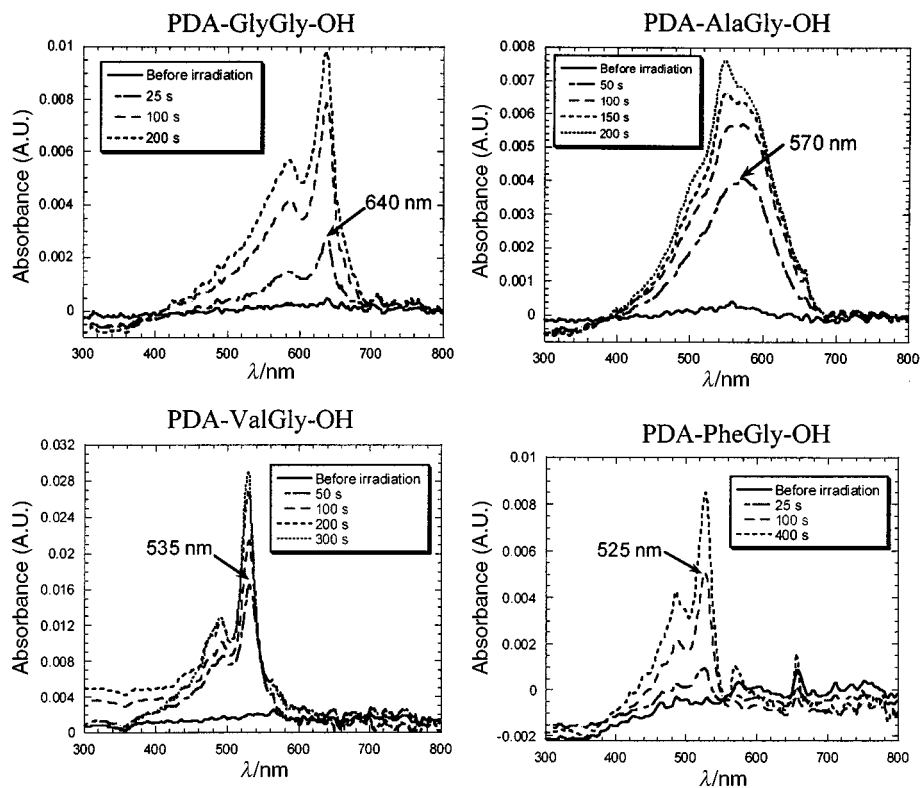 PDA-GlyGly-OH
0.01
0.008
0.006
0.004
0.002
0
Absorbance (A.U.)
Before irradiation
25 s
100 s
200 s
640 nm
300 400 500 600 700 800
λ/nm
PDA-AlaGly-OH
0.008
0.007
0.006
0.005
0.004
0.003
0.002
0.001
0
Absorbance (A.U.)
Before irradiation
50 s
100 s
150 s
200 s
570 nm
300 400 500 600 700 800
λ/nm
PDA-ValGly-OH
0.032
0.028
0.024
0.02
0.016
0.012
0.008
0.004
0
Absorbance (A.U.)
Before irradiation
50 s
100 s
200 s
300 s
535 nm
300 400 500 600 700 800
λ/nm
PDA-PheGly-OH
0.01
0.008
0.006
0.004
0.002
0
-0.002
Absorbance (A.U.)
Before irradiation
25 s
100 s
400 s
525 nm
300 400 500 600 700 800
λ/nm